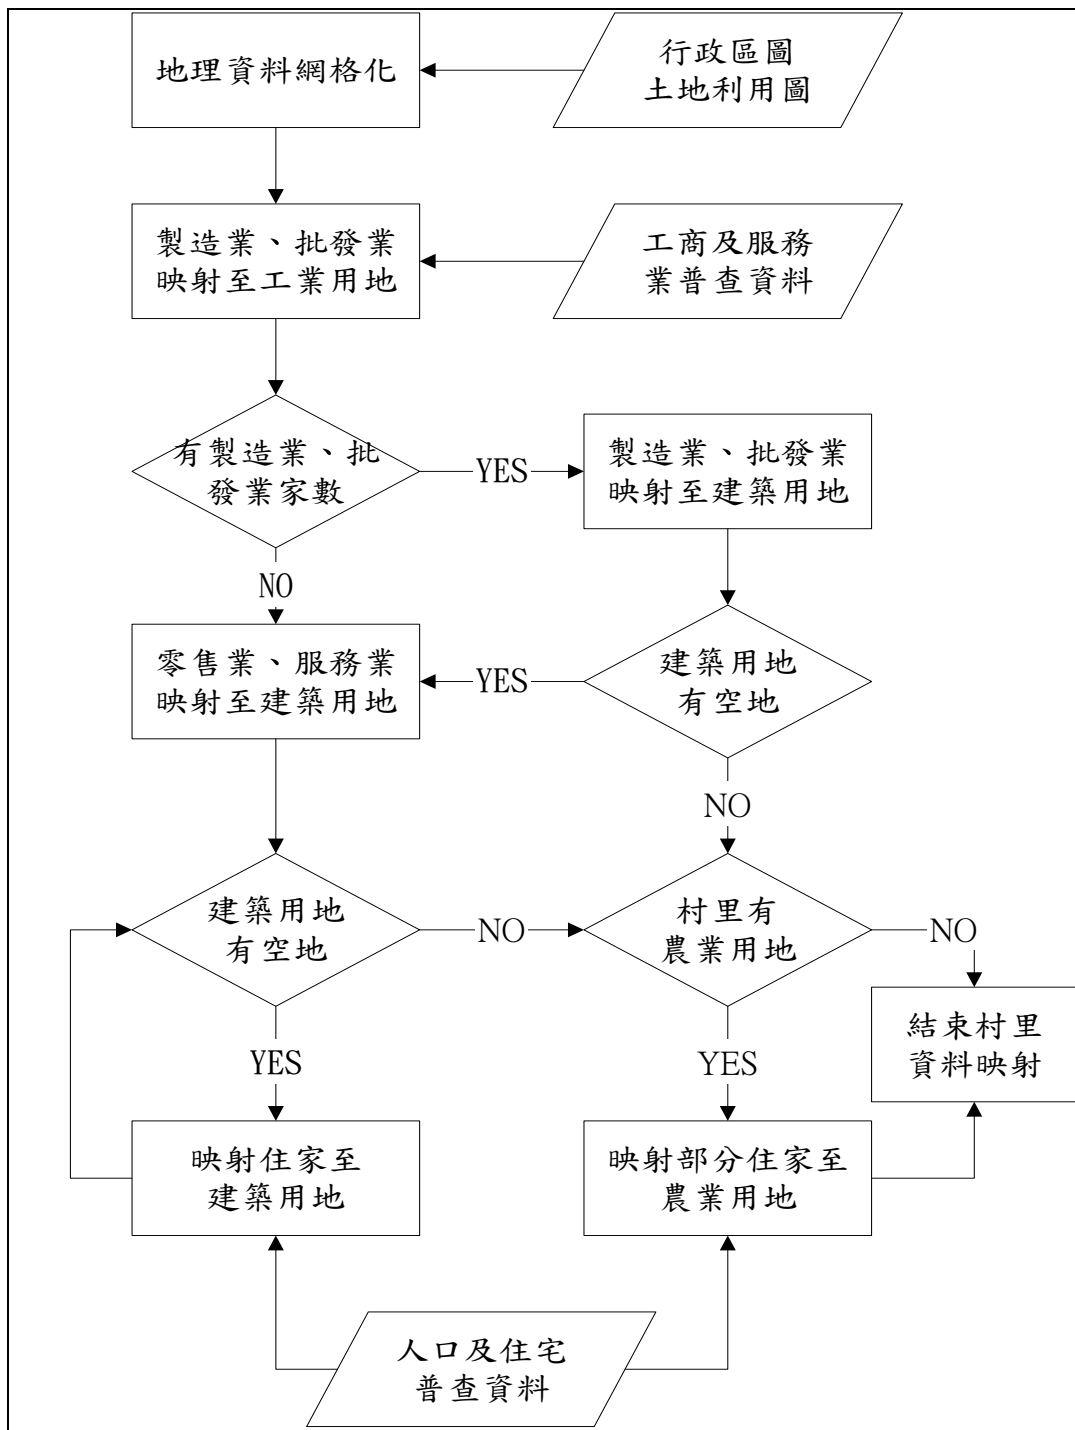 地理資料網格化
行政區圖
土地利用圖
製造業、批發業
映射至工業用地
工商及服務
業普查資料
有製造業、批
發業家數
YES
製造業、批發業
映射至建築用地
NO
零售業、服務業
映射至建築用地
YES
建築用地
有空地
NO
建築用地
有空地
NO
村里有
農業用地
NO
結束村里
資料映射
YES
YES
映射住家至
建築用地
映射部分住家至
農業用地
人口及住宅
普查資料